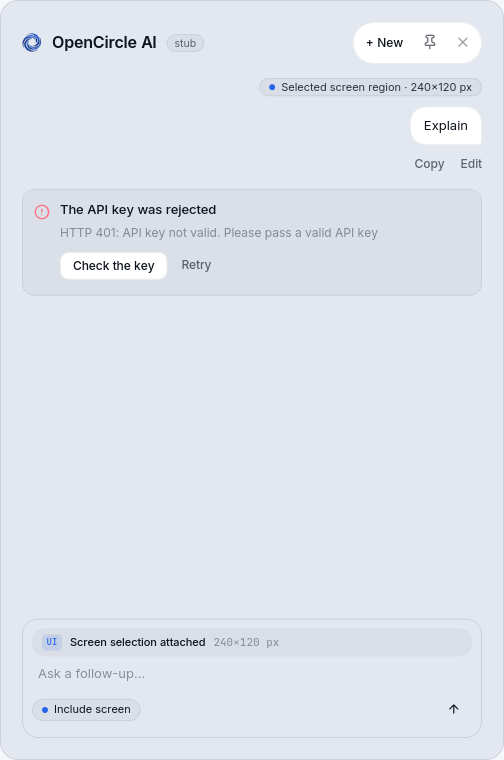 OpenCircle AI stub + New
Selected screen region · 240×120 px
Explain
Copy Edit
The API key was rejected
HTTP 401: API key not valid. Please pass a valid API key
Check the key Retry
UI Screen selection attached 240×120 px
Ask a follow-up...
Include screen